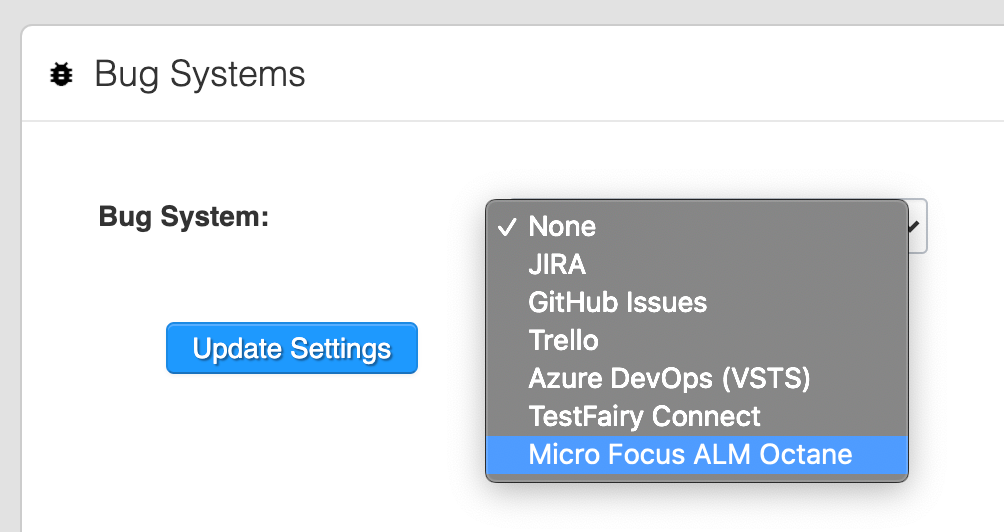 Bug Systems
Bug System:
None
JIRA
GitHub Issues
Trello
Azure DevOps (VSTS)
TestFairy Connect
Micro Focus ALM Octane
Update Settings